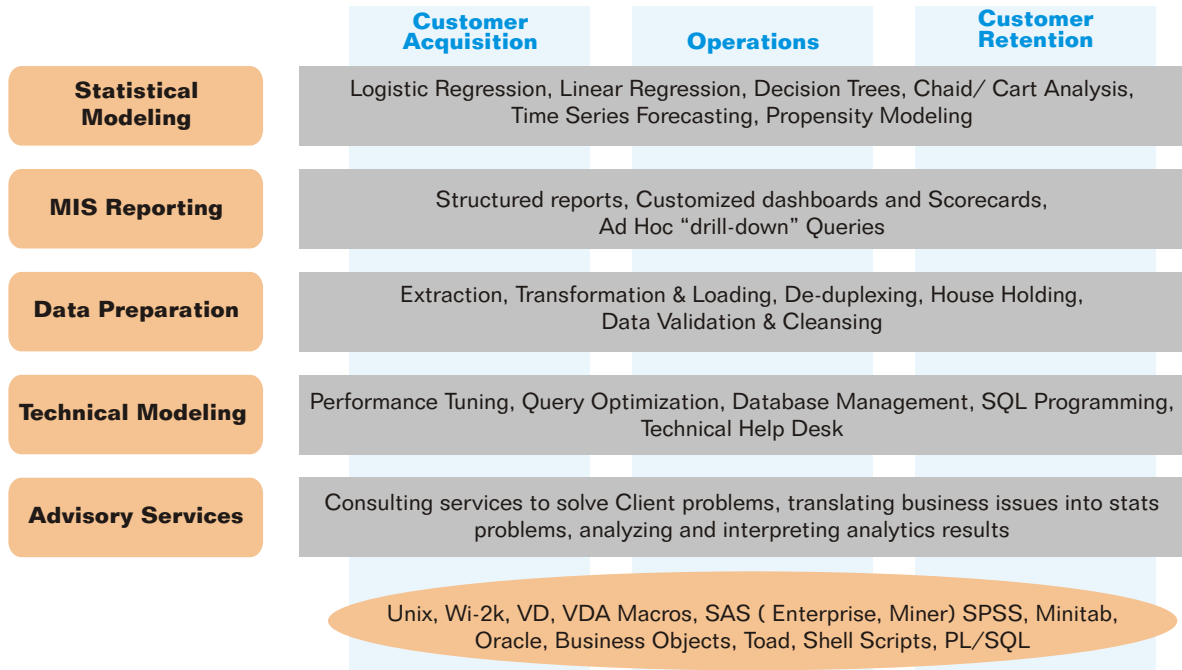 Customer
Acquisition
Operations
Customer
Retention
Statistical
Modeling
Logistic Regression, Linear Regression, Decision Trees, Chaid/ Cart Analysis,
Time Series Forecasting, Propensity Modeling
MIS Reporting
Structured reports, Customized dashboards and Scorecards,
Ad Hoc “drill-down” Queries
Data Preparation
Extraction, Transformation & Loading, De-duplexing, House Holding,
Data Validation & Cleansing
Technical Modeling
Performance Tuning, Query Optimization, Database Management, SQL Programming,
Technical Help Desk
Advisory Services
Consulting services to solve Client problems, translating business issues into stats
problems, analyzing and interpreting analytics results
Unix, Wi-2k, VD, VDA Macros, SAS ( Enterprise, Miner) SPSS, Minitab,
Oracle, Business Objects, Toad, Shell Scripts, PL/SQL